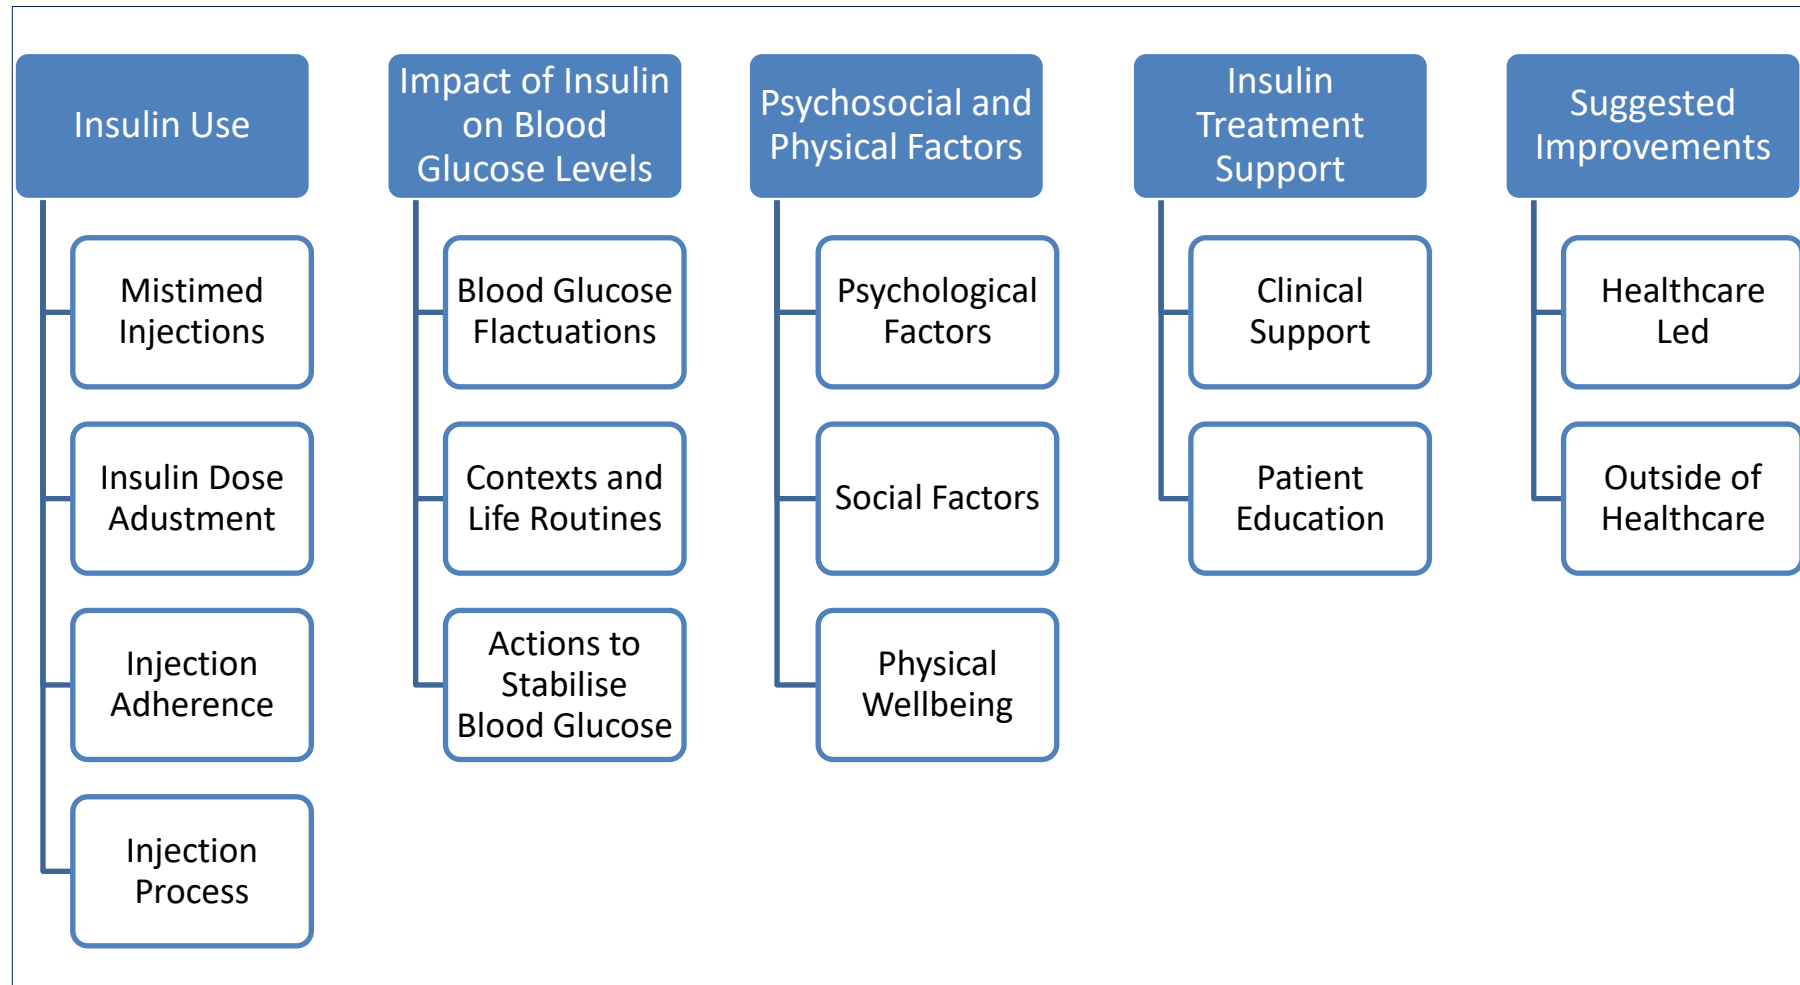 Insulin Use
Mistimed
Injections
Insulin Dose
Adustment
Injection
Adherence
Injection
Process
Impact of Insulin
on Blood
Glucose Levels
Blood Glucose
Flactuations
Contexts and
Life Routines
Actions to
Stabilise
Blood Glucose
Psychosocial and
Physical Factors
Psychological
Factors
Social Factors
Physical
Wellbeing
Insulin
Treatment
Support
Clinical
Support
Patient
Education
Suggested
Improvements
Healthcare
Led
Outside of
Healthcare